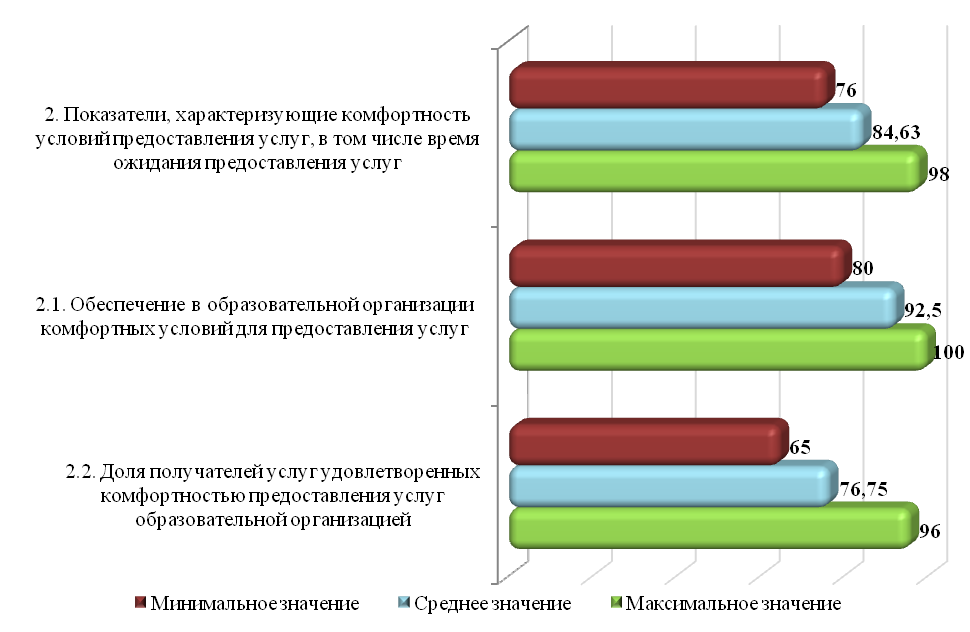 2. Показатели, характеризующие комфортность
условий предоставления услуг, в том числе время
ожидания предоставления услуг
76
84,63
98
2.1. Обеспечение в образовательной организации
комфортных условий для предоставления услуг
80
92,5
100
2.2. Доля получателей услуг удовлетворенных
комфортностью предоставления услуг
образовательной организацией
65
76,75
96
Минимальное значение
Среднее значение
Максимальное значение